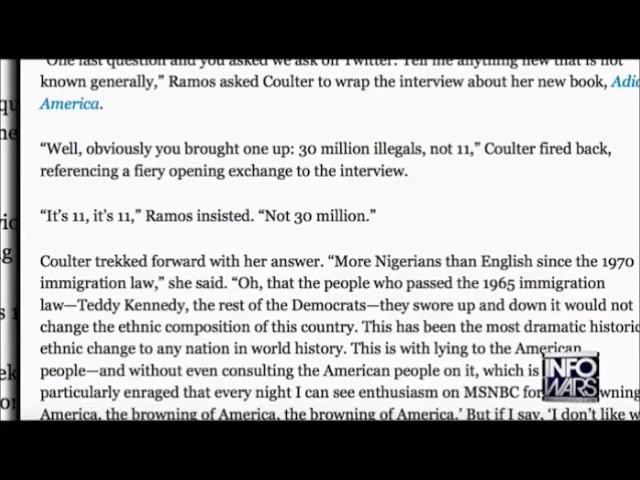 "One last question and you asked we ask on Twitter: Tell me anything new that is not
known generally," Ramos asked Coulter to wrap the interview about her new book, Adio
America.
"Well, obviously you brought one up: 30 million illegals, not 11," Coulter fired back,
referencing a fiery opening exchange to the interview.
"It's 11, it's 11," Ramos insisted. "Not 30 million."
Coulter trekked forward with her answer. "More Nigerians than English since the 1970
immigration law," she said. "Oh, that the people who passed the 1965 immigration
law—Teddy Kennedy, the rest of the Democrats—they swore up and down it would not
change the ethnic composition of this country. This has been the most dramatic historic
ethnic change to any nation in world history. This is with lying to the American
people—and without even consulting the American people on it, which is
particularly enraged that every night I can see enthusiasm on MSNBC for wning
America, the browning of America, the browning of America.' But if I say, 'I don't like w
INFO
WARS